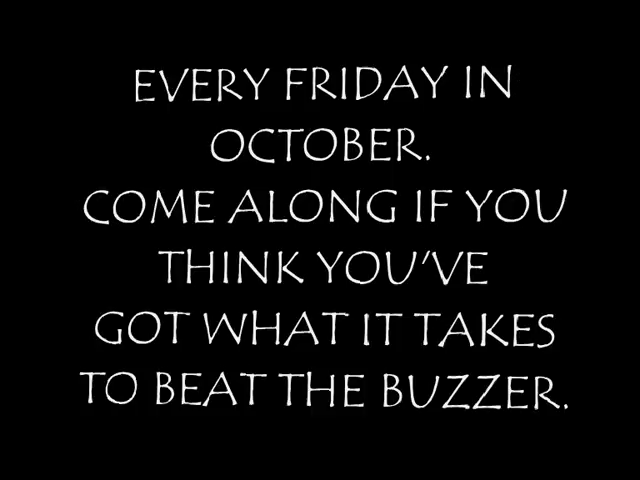 EVERY FRIDAY IN
OCTOBER.
COME ALONG IF YOU
THINK YOU'VE
GOT WHAT IT TAKES
TO BEAT THE BUZZER.